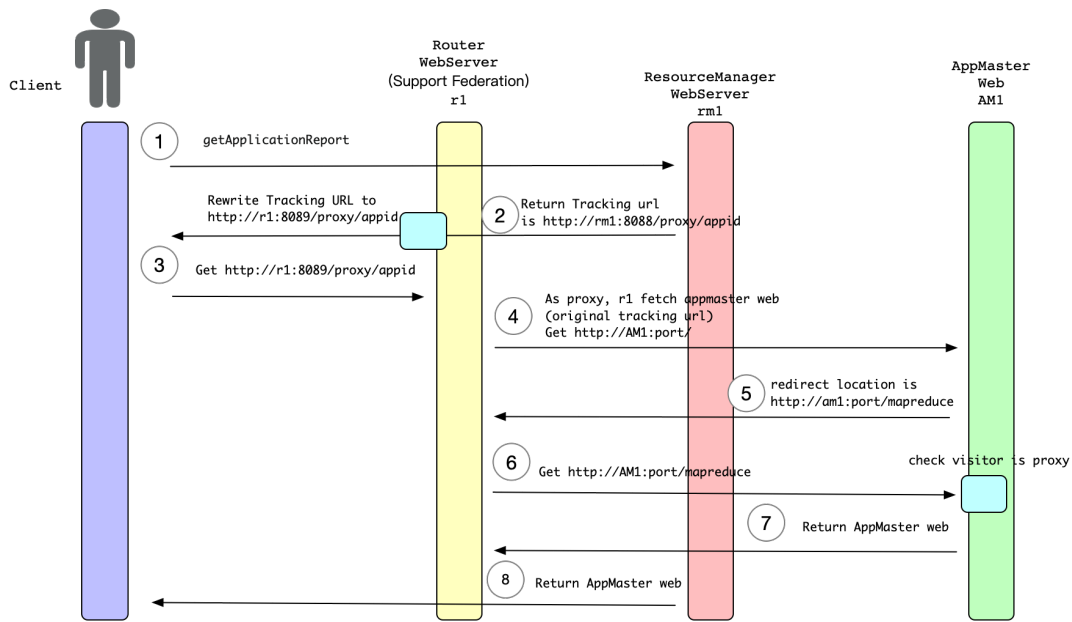 Client
Router
WebServer
(Support Federation)
r1
ResourceManager
WebServer
rm1
AppMaster
Web
AM1
1
getApplicationReport
Rewrite Tracking URL to
http://r1:8089/proxy/appid
2
Return Tracking url
is http://rm1:8088/proxy/appid
3
Get http://r1:8089/proxy/appid
4
As proxy, r1 fetch appmaster web
(original tracking url)
Get http://AM1:port/
5
redirect location is
http://am1:port/mapreduce
6
Get http://AM1:port/mapreduce
check visitor is proxy
7
Return AppMaster web
8
Return AppMaster web